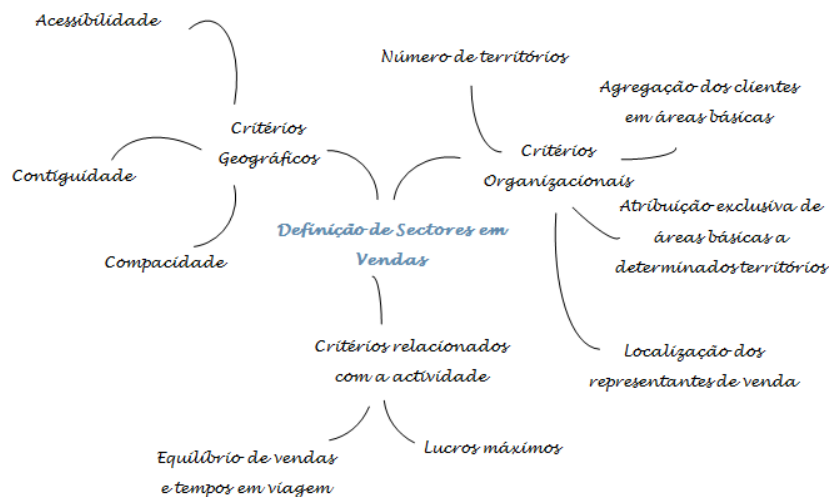 Acessibilidade
Critérios
Geográficos
Contiguidade
Compacidade
Número de territórios
Agregação dos clientes
em áreas básicas
Critérios
Organizacionais
Atribuição exclusiva de
áreas básicas a
determinados territórios
Localização dos
representantes de venda
Definição de Sectores em
Vendas
Critérios relacionados
com a actividade
Equilíbrio de vendas
e tempos em viagem
Lucros máximos